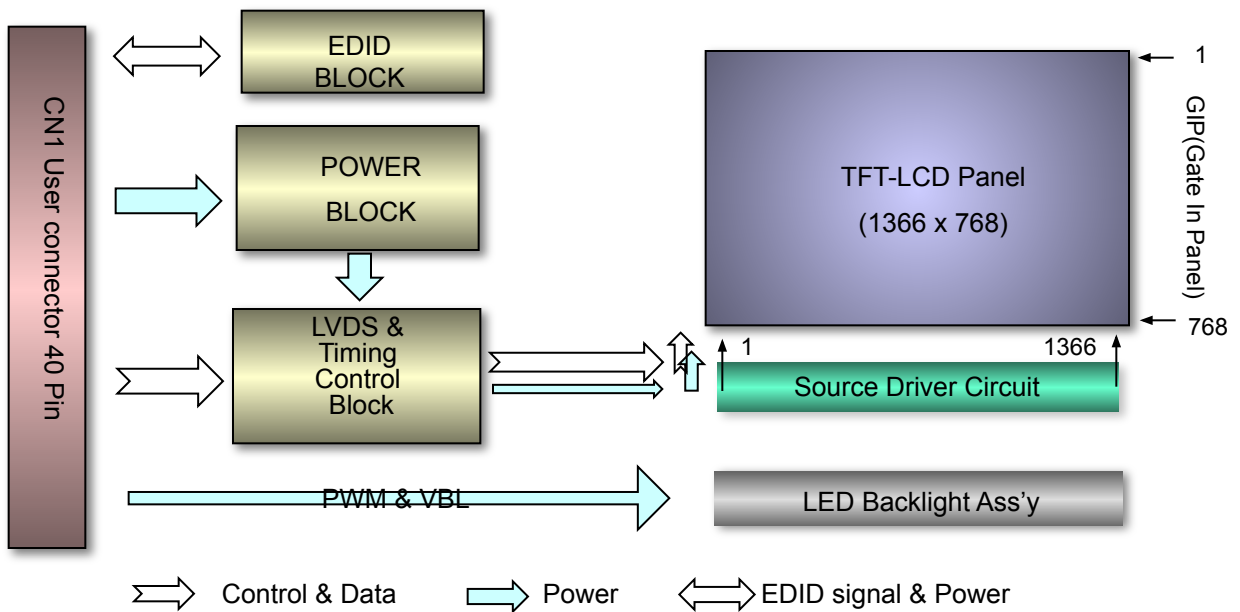 CN1 User connector 40 Pin
EDID
BLOCK
POWER
BLOCK
LVDS &
Timing
Control
Block
TFT-LCD Panel
(1366 x 768)
1
GIP(Gate In Panel)
768
1
1366
Source Driver Circuit
PWM & VBL
LED Backlight Ass’y
Control & Data
Power
EDID signal & Power